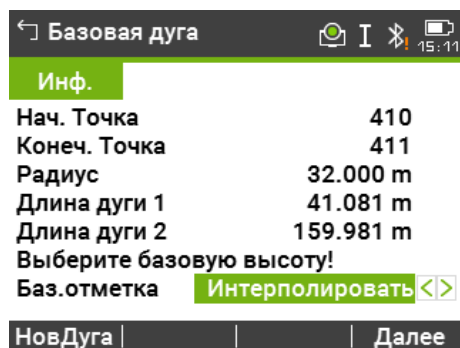 Базовая дуга I 15:11
Инф.
Нач. Точка 410
Конеч. Точка 411
Радиус 32.000 m
Длина дуги 1 41.081 m
Длина дуги 2 159.981 m
Выберите базовую высоту!
Баз.отметка Интерполировать
НовДуга Далее